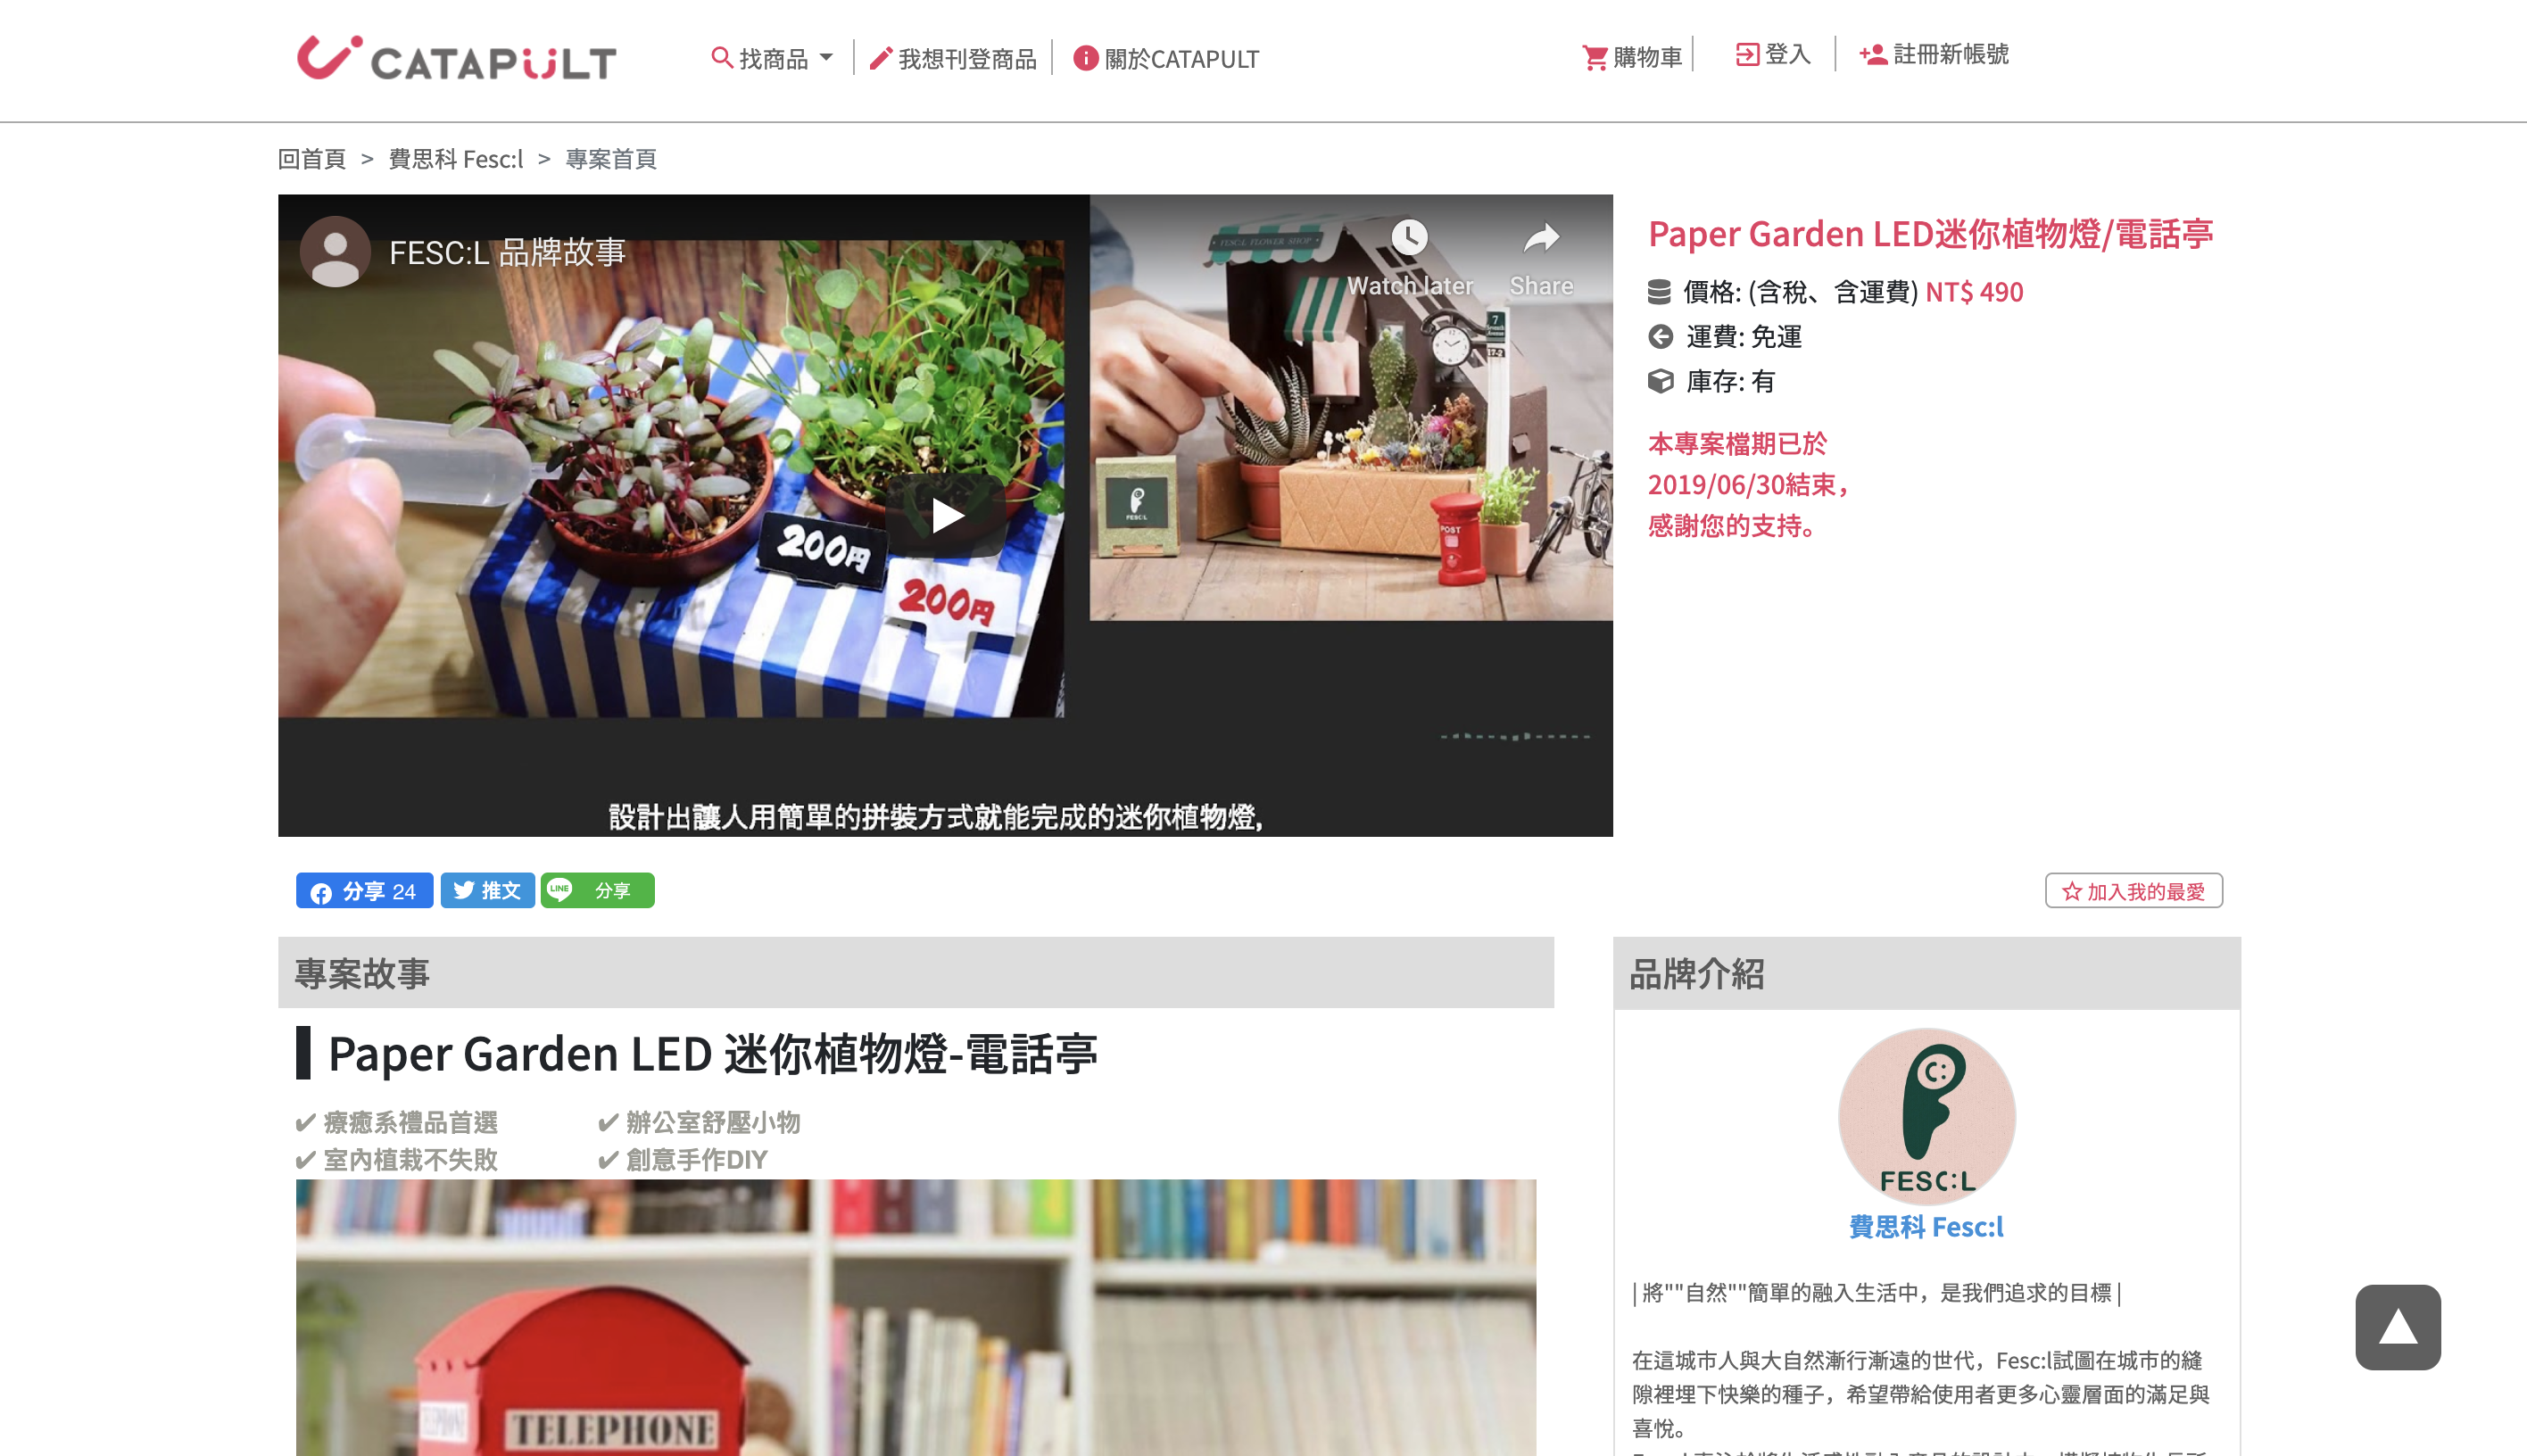 CATAPULT
找商品
我想刊登商品
關於CATAPULT
購物車
登入
註冊新帳號
回首頁 > 費思科 Fesc:l > 專案首頁
FESC:L 品牌故事
Watch later
Share
FESC:L FLOWER SHOP
7
FESC:L
POST
200円
200円
設計出讓人用簡單的拼裝方式就能完成的迷你植物燈,
Paper Garden LED迷你植物燈/電話亭
價格: (含稅、含運費) NT$ 490
運費: 免運
庫存: 有
本專案檔期已於
2019/06/30結束，
感謝您的支持。
分享 24
推文
LINE 分享
加入我的最愛
專案故事
Paper Garden LED 迷你植物燈-電話亭
✔ 療癒系禮品首選
✔ 辦公室舒壓小物
✔ 室內植栽不失敗
✔ 創意手作DIY
TELEPHONE
TELEPHONE
品牌介紹
C:
FESC:L
費思科 Fesc:l
| 將""自然""簡單的融入生活中，是我們追求的目標 |
在這城市人與大自然漸行漸遠的世代，Fesc:l試圖在城市的縫
隙裡埋下快樂的種子，希望帶給使用者更多心靈層面的滿足與
喜悅。